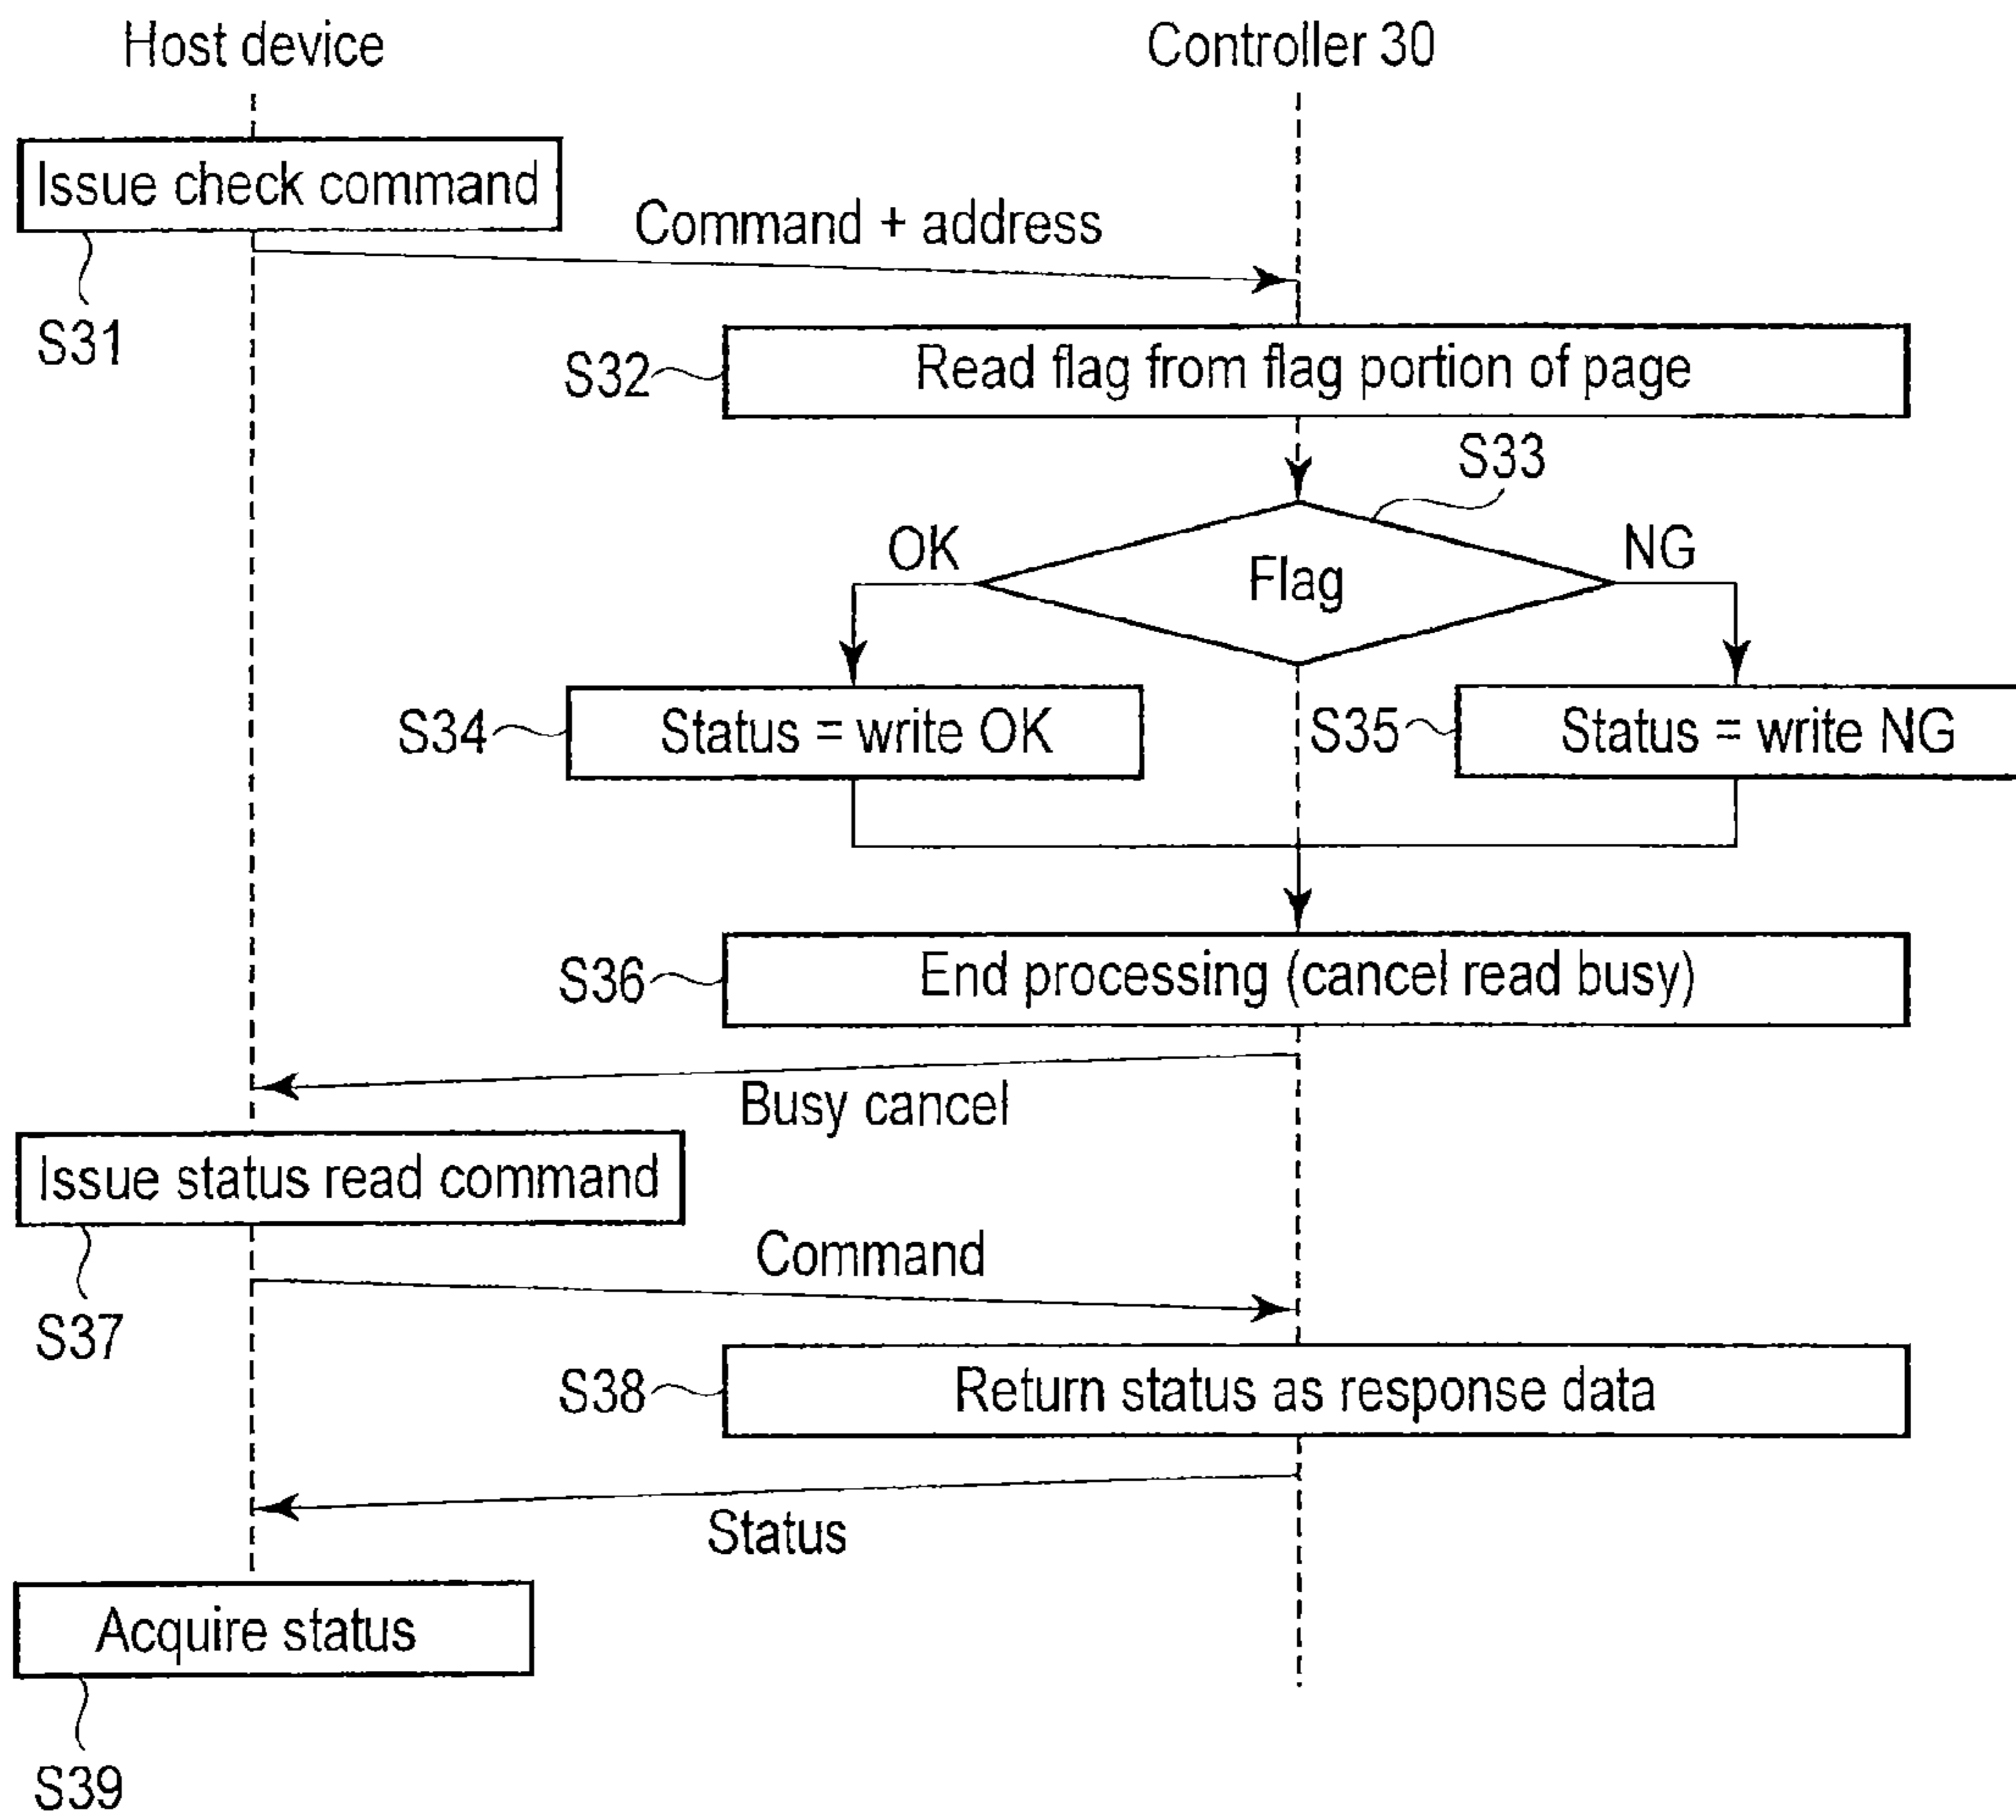 Host device
Controller 30
Issue check command
Command + address
S31
S32
Read flag from flag portion of page
S33
OK
NG
Flag
S34
Status = write OK
S35
Status = write NG
S36
End processing (cancel read busy)
Busy cancel
Issue status read command
Command
S37
S38
Return status as response data
Status
Acquire status
S39